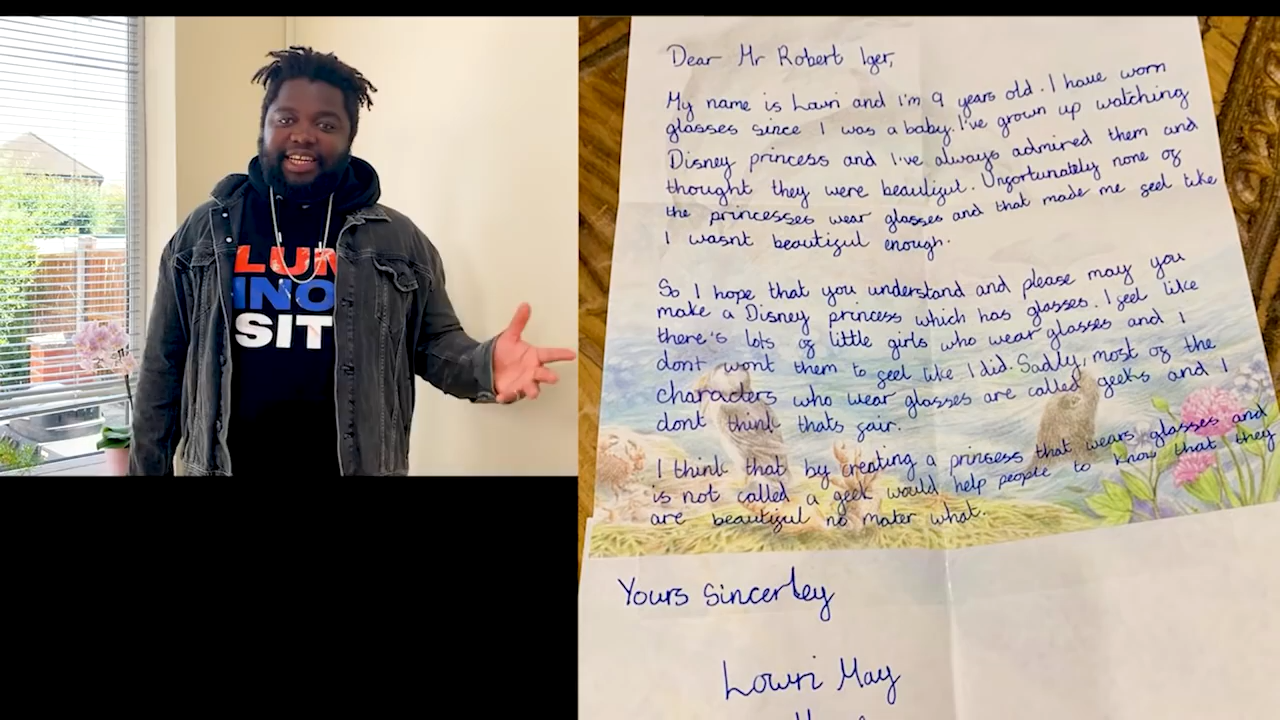 LUM
INO
SIT
Dear Mr Robert Iger,
My name is Lowri and I'm 9 years old. I have worn
glasses since I was a baby. I've grown up watching
Disney princess and I've always admired them and
thought they were beautiful. Unfortunately none of
the princesses wear glasses and that made me feel like
I wasnt beautiful enough.
So I hope that you understand and please may you
make a Disney princess which has glasses. I feel like
there's lots of little girls who wear glasses and I
dont wont them to feel like I did. Sadly, most of the
characters who wear glasses are called geeks and I
dont think thats fair.
I think that by creating a princess that wears glasses and
is not called a geek would help people to know that they
are beautiful no mater what.
Yours sincerley
Lowri May